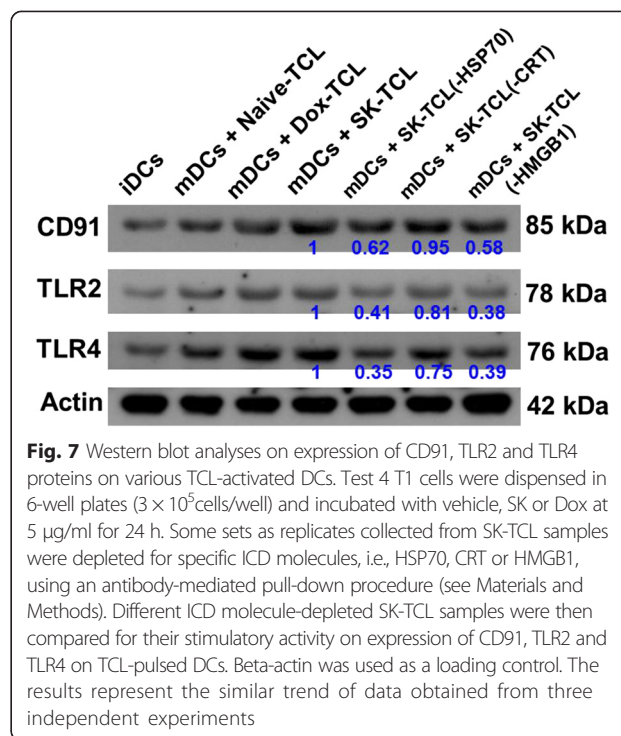 iDCs
mDCs + Naive-TCL
mDCs + Dox-TCL
mDCs + SK-TCL
mDCs + SK-TCL(-HSP70)
mDCs + SK-TCL(-CRT)
mDCs + SK-TCL
(-HMGB1)
CD91 85 kDa
1 0.62 0.95 0.58
TLR2 78 kDa
1 0.41 0.81 0.38
TLR4 76 kDa
1 0.35 0.75 0.39
Actin 42 kDa
Fig. 7 Western blot analyses on expression of CD91, TLR2 and TLR4
proteins on various TCL-activated DCs. Test 4 T1 cells were dispensed in
6-well plates (3 × 10⁵cells/well) and incubated with vehicle, SK or Dox at
5 μg/ml for 24 h. Some sets as replicates collected from SK-TCL samples
were depleted for specific ICD molecules, i.e., HSP70, CRT or HMGB1,
using an antibody-mediated pull-down procedure (see Materials and
Methods). Different ICD molecule-depleted SK-TCL samples were then
compared for their stimulatory activity on expression of CD91, TLR2 and
TLR4 on TCL-pulsed DCs. Beta-actin was used as a loading control. The
results represent the similar trend of data obtained from three
independent experiments